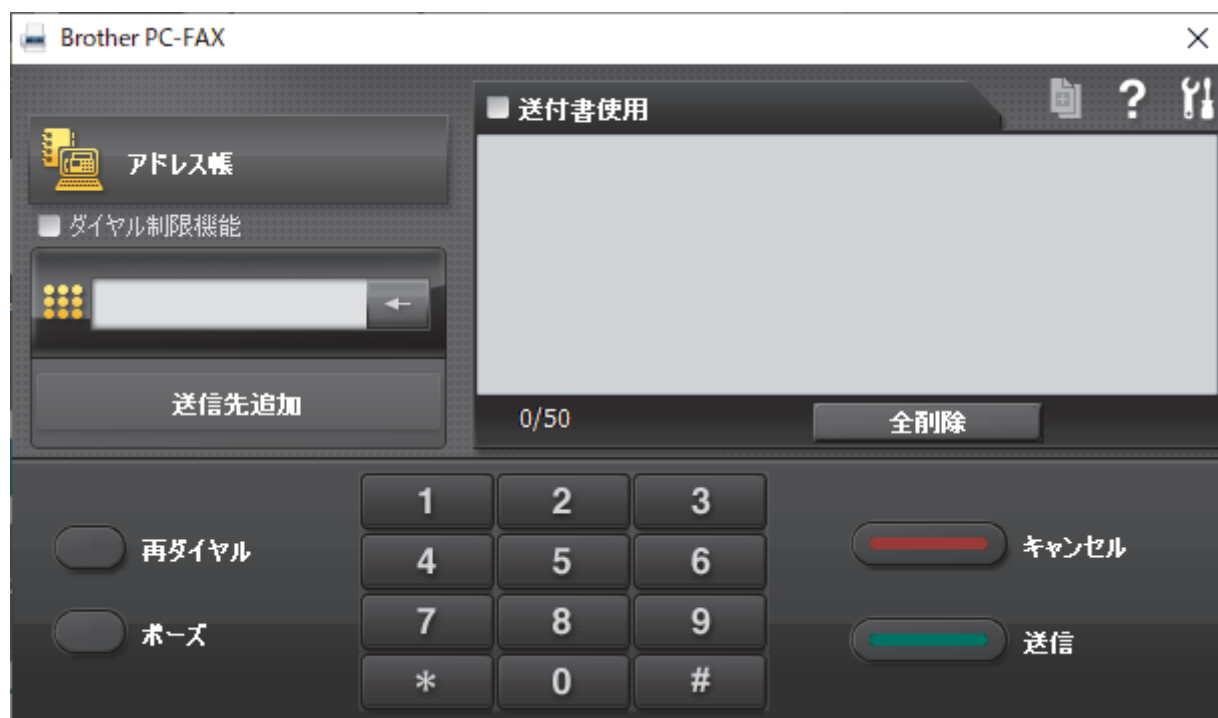 Brother PC-FAX
送付書使用
?
アドレス帳
ダイヤル制限機能
送信先追加
0/50
全削除
1 2 3
再ダイヤル
キャンセル
4 5 6
7 8 9
ポーズ
送信
* 0 #